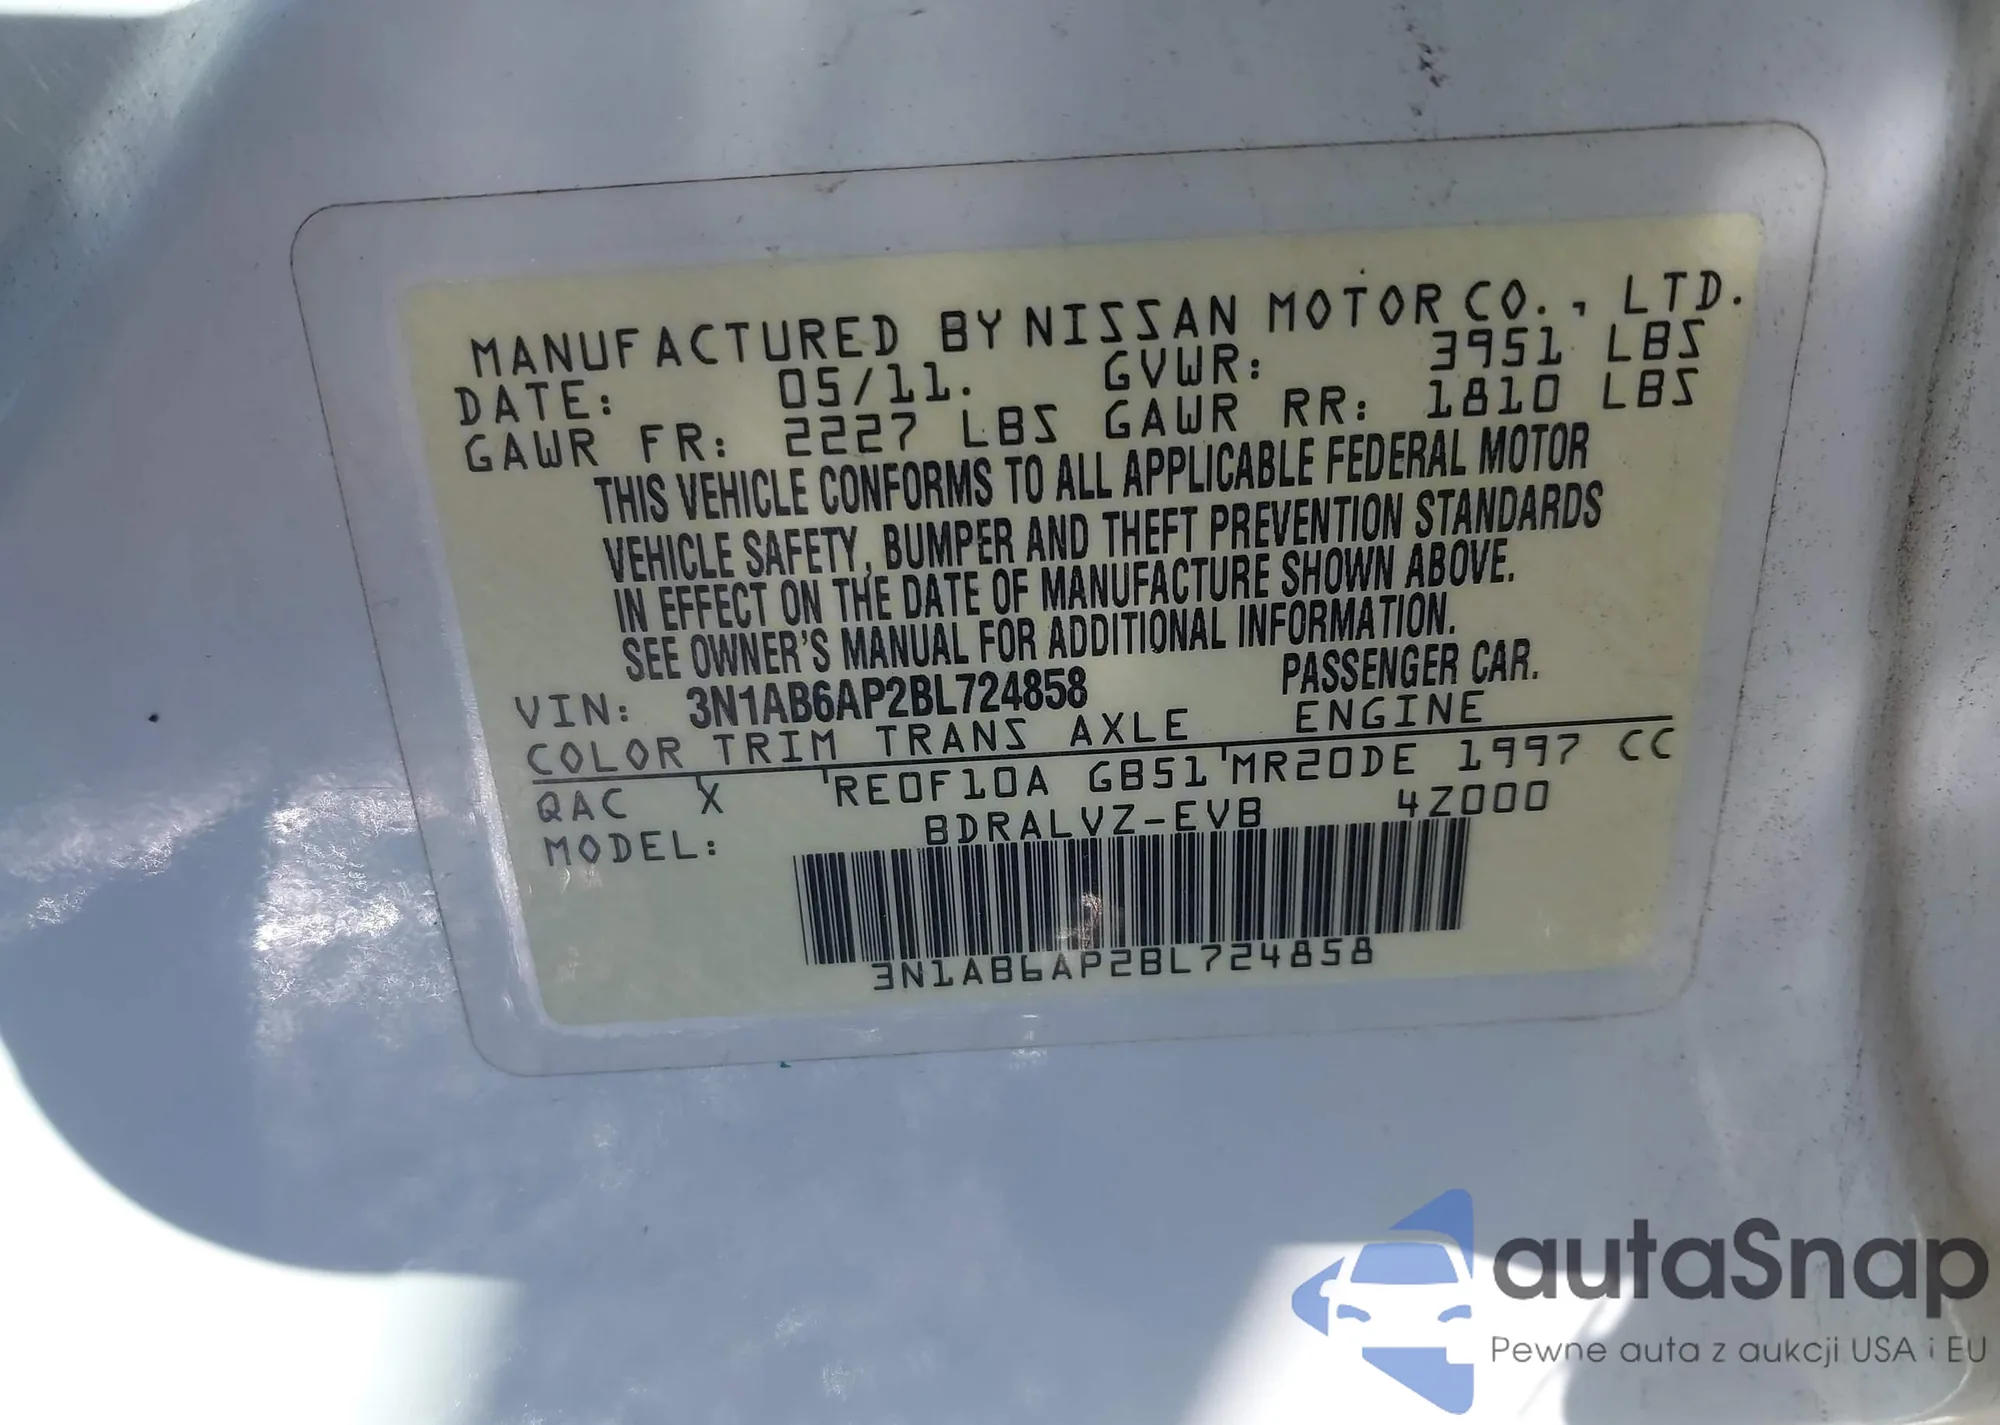 MANUFACTURED BY NISSAN MOTOR CO., LTD.
DATE: 05/11. GVWR: 3951 LBS
GAWR FR: 2227 LBS GAWR RR: 1810 LBS
THIS VEHICLE CONFORMS TO ALL APPLICABLE FEDERAL MOTOR
VEHICLE SAFETY, BUMPER AND THEFT PREVENTION STANDARDS
IN EFFECT ON THE DATE OF MANUFACTURE SHOWN ABOVE.
SEE OWNER'S MANUAL FOR ADDITIONAL INFORMATION.
VIN: 3N1AB6AP2BL724858 PASSENGER CAR.
COLOR TRIM TRANS AXLE ENGINE
QAC X RE0F10A GB51 MR20DE 1997 CC
MODEL: BDRALVZ-EVB 4Z000
3N1AB6AP2BL724858
autaSnap
Pewne auta z aukcji USA i EU